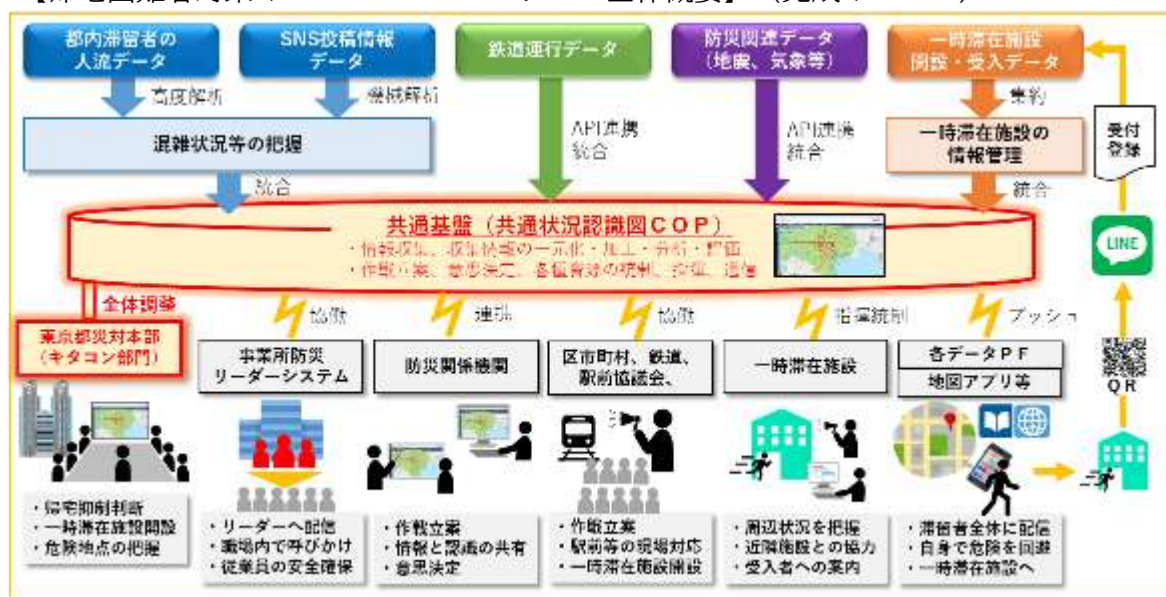 都内滞留者の
人流データ
SNS投稿情報
データ
鉄道運行データ
防災関連データ
(地震、気象等)
一時滞在施設
開設・受入データ
高度解析
機械解析
API連携
統合
API連携
統合
集約
混雑状況等の把握
一時滞在施設の
情報管理
受付
登録
統合
統合
共通基盤(共通状況認識図COP)
・情報収集、収集情報の一元化・加工・分析・評価
・作戦立案、意思決定、各種資源の統制、指揮、通信
LINE
全体調整
協働
連携
協働
指揮統制
プッシュ
東京都災対本部
(キタコン部門)
事業所防災
リーダーシステム
防災関係機関
区市町村、鉄道、
駅前協議会、
一時滞在施設
各データPF
地図アプリ等
QR
・帰宅抑制判断
・一時滞在施設開設
・危険地点の把握
・リーダーへ配信
・職場内で呼びかけ
・従業員の安全確保
・作戦立案
・情報と認識の共有
・意思決定
・作戦立案
・駅前等の現場対応
・一時滞在施設開設
・周辺状況を把握
・近隣施設との協力
・受入者への案内
・滞留者全体に配信
・自身で危険を回避
・一時滞在施設へ